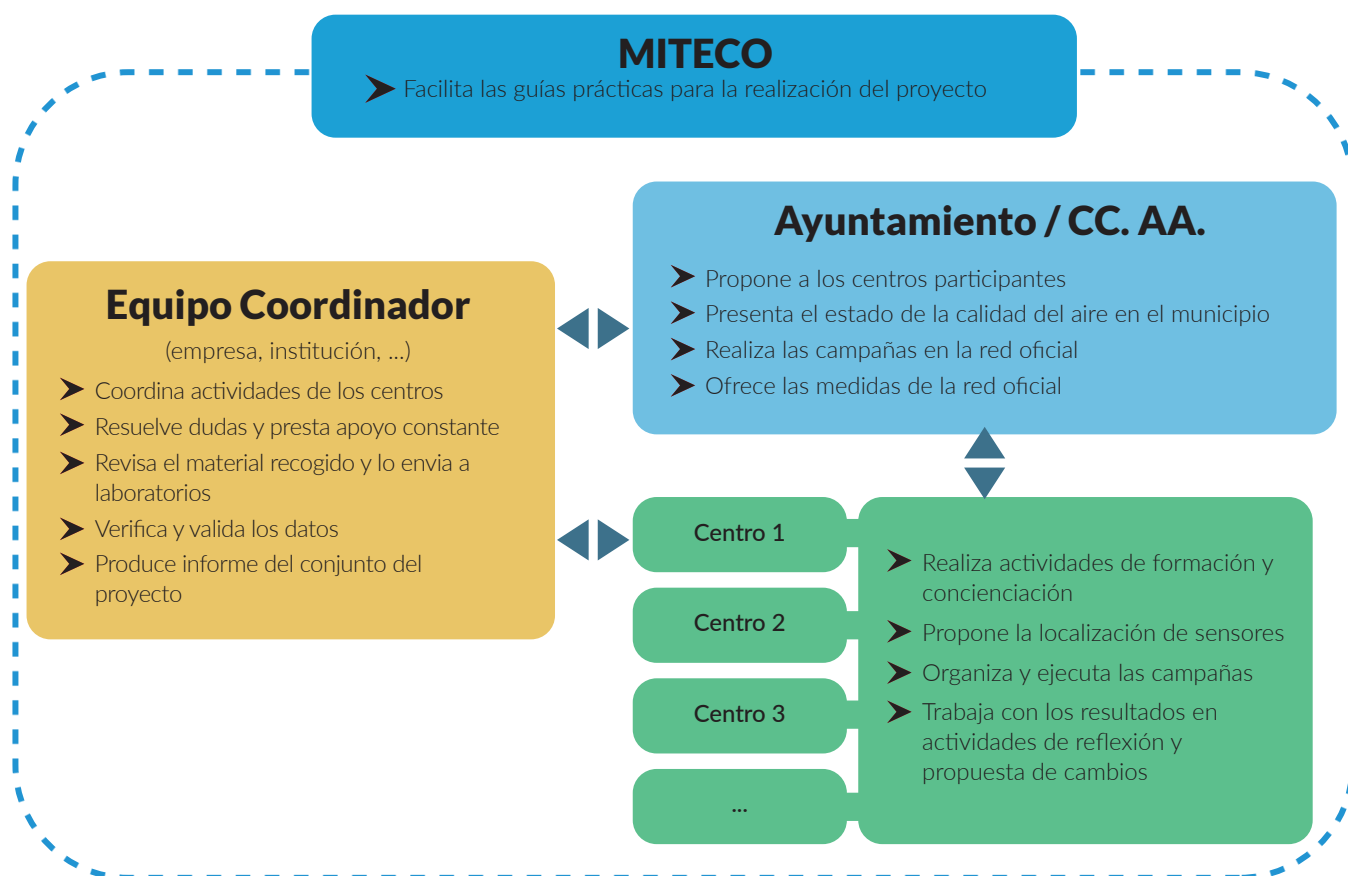 MITECO
Facilita las guías prácticas para la realización del proyecto
Ayuntamiento / CC. AA.
Propone a los centros participantes
Presenta el estado de la calidad del aire en el municipio
Realiza las campañas en la red oficial
Ofrece las medidas de la red oficial
Equipo Coordinador
(empresa, institución, ...)
Coordina actividades de los centros
Resuelve dudas y presta apoyo constante
Revisa el material recogido y lo envia a
laboratorios
Verifica y valida los datos
Produce informe del conjunto del
proyecto
Centro 1
Centro 2
Centro 3
...
Realiza actividades de formación y
concienciación
Propone la localización de sensores
Organiza y ejecuta las campañas
Trabaja con los resultados en
actividades de reflexión y
propuesta de cambios